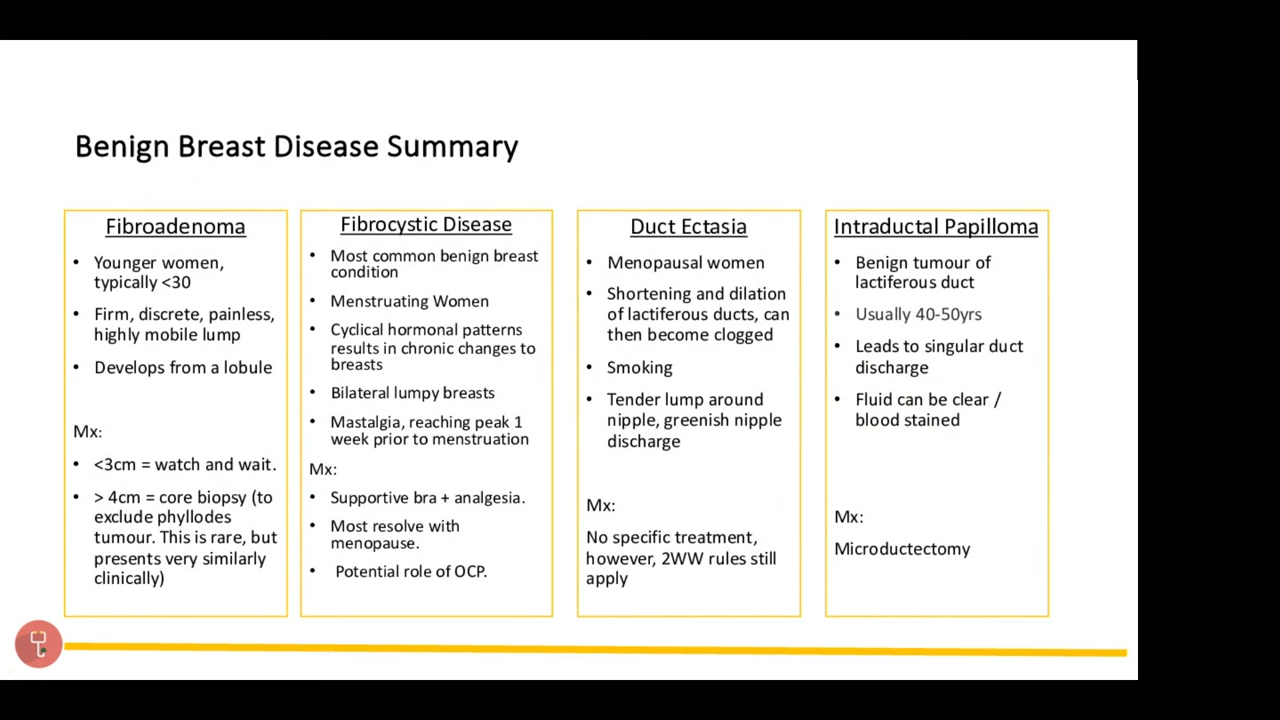 Benign Breast Disease Summary
Fibroadenoma
• Younger women,
typically <30
• Firm, discrete, painless,
highly mobile lump
• Develops from a lobule
Mx:
• <3cm = watch and wait.
• > 4cm = core biopsy (to
exclude phyllodes
tumour. This is rare, but
presents very similarly
clinically)
Fibrocystic Disease
• Most common benign breast
condition
• Menstruating Women
• Cyclical hormonal patterns
results in chronic changes to
breasts
• Bilateral lumpy breasts
• Mastalgia, reaching peak 1
week prior to menstruation
Mx:
• Supportive bra + analgesia.
• Most resolve with
menopause.
• Potential role of OCP.
Duct Ectasia
• Menopausal women
• Shortening and dilation
of lactiferous ducts, can
then become clogged
• Smoking
• Tender lump around
nipple, greenish nipple
discharge
Mx:
No specific treatment,
however, 2WW rules still
apply
Intraductal Papilloma
• Benign tumour of
lactiferous duct
• Usually 40-50yrs
• Leads to singular duct
discharge
• Fluid can be clear /
blood stained
Mx:
Microductectomy